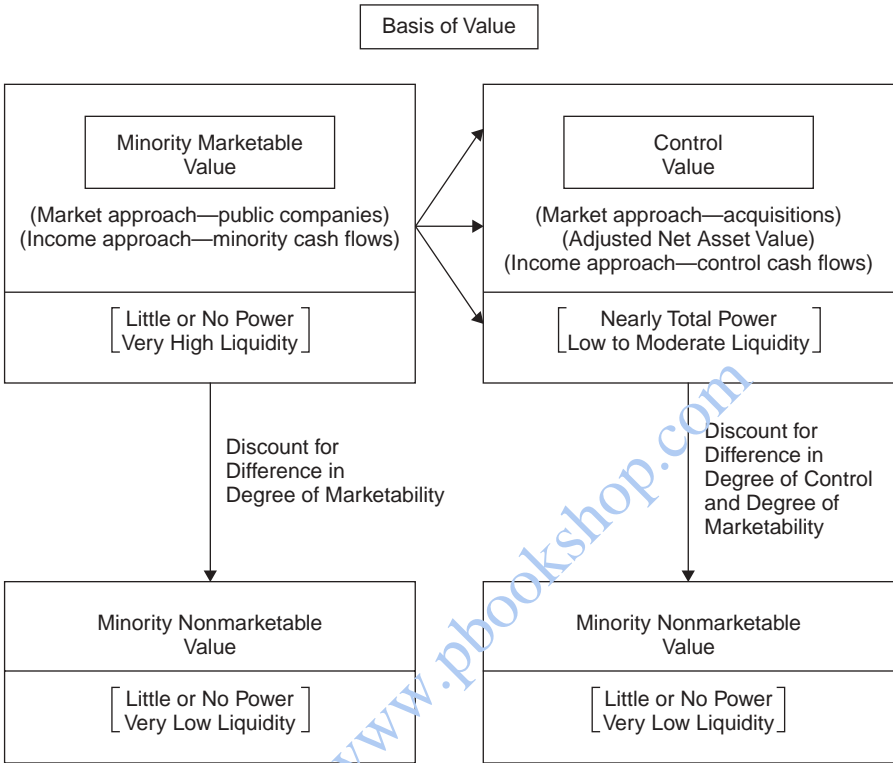 Basis of Value
Minority Marketable
Value
(Market approach—public companies)
(Income approach—minority cash flows)
[Little or No Power
Very High Liquidity]
Control
Value
(Market approach—acquisitions)
(Adjusted Net Asset Value)
(Income approach—control cash flows)
[Nearly Total Power
Low to Moderate Liquidity]
Discount for
Difference in
Degree of Marketability
Discount for
Difference in
Degree of Control
and Degree of
Marketability
Minority Nonmarketable
Value
[Little or No Power
Very Low Liquidity]
Minority Nonmarketable
Value
[Little or No Power
Very Low Liquidity]
www.pbookshop.com